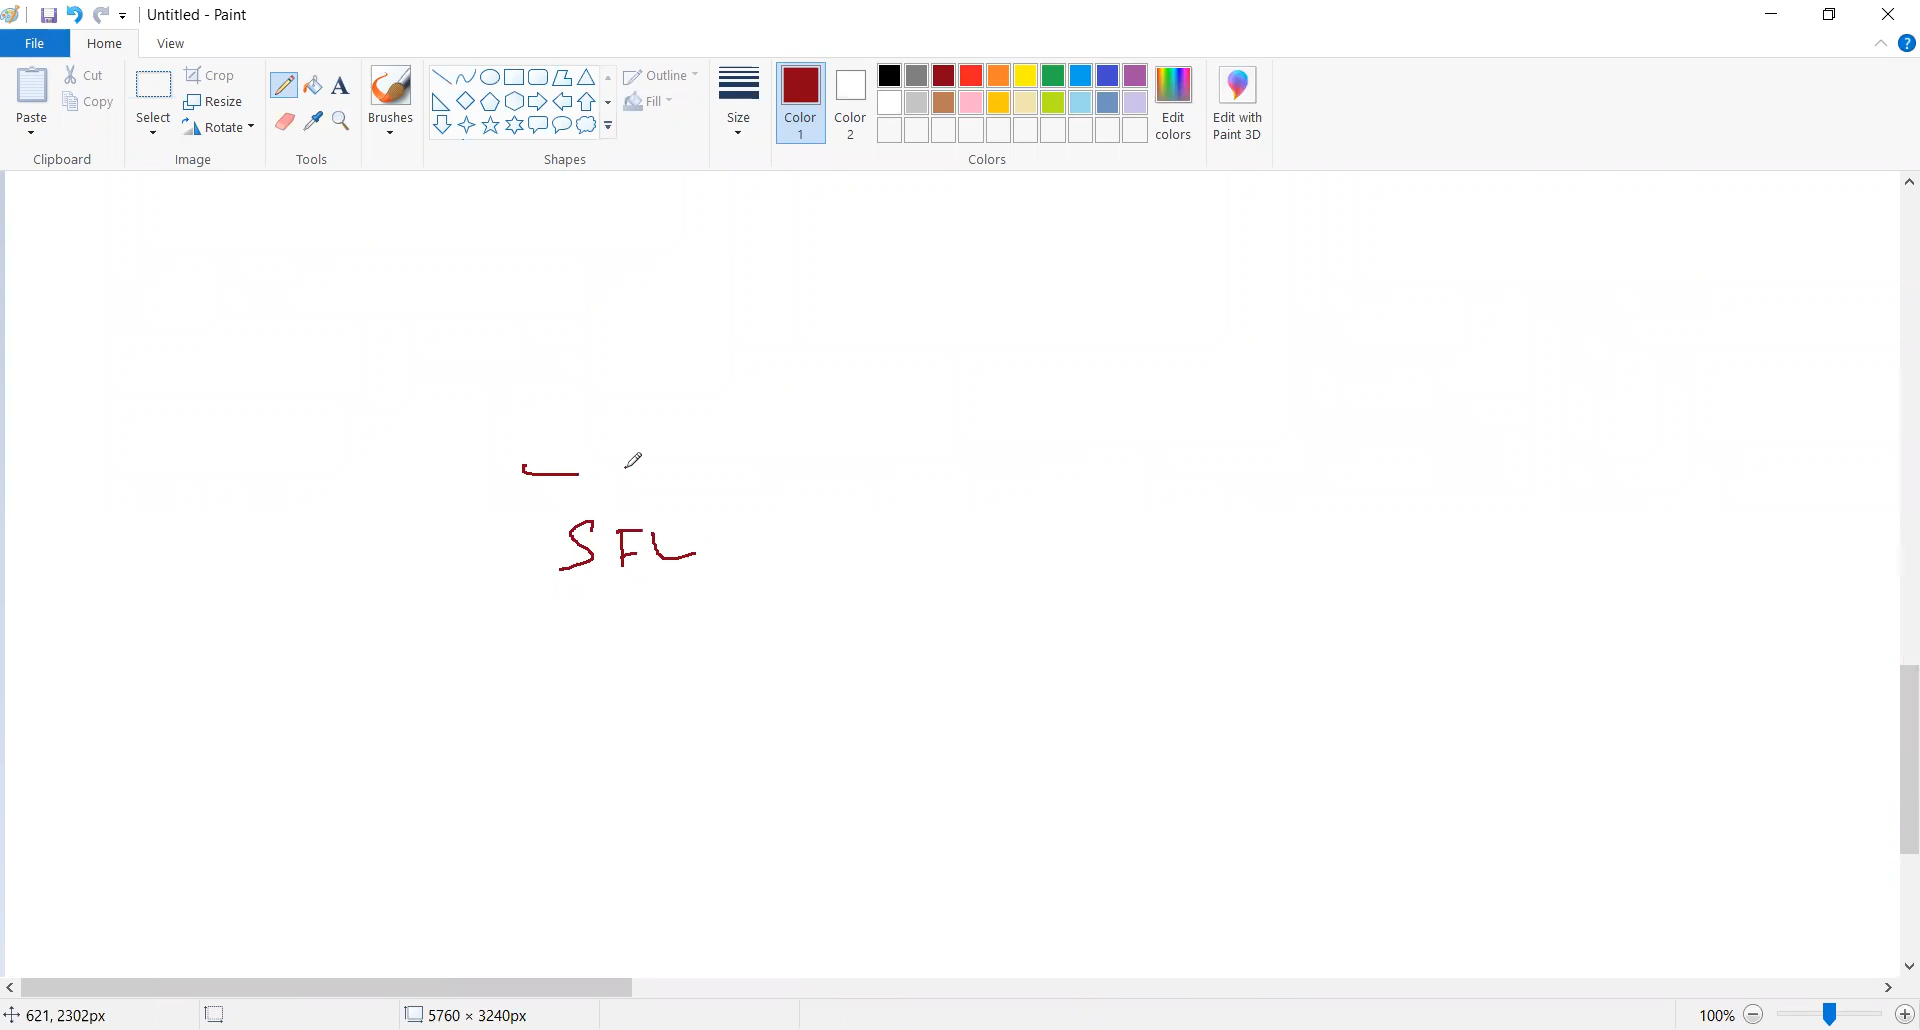 Untitled - Paint
File Home View
Paste
Cut
Copy
Clipboard
Select
Crop
Resize
Rotate
Image
Tools
Brushes
Shapes
Outline
Fill
Size
Color 1
Color 2
Colors
Edit colors
Edit with Paint 3D
SFL
621, 2302px
5760 × 3240px
100%